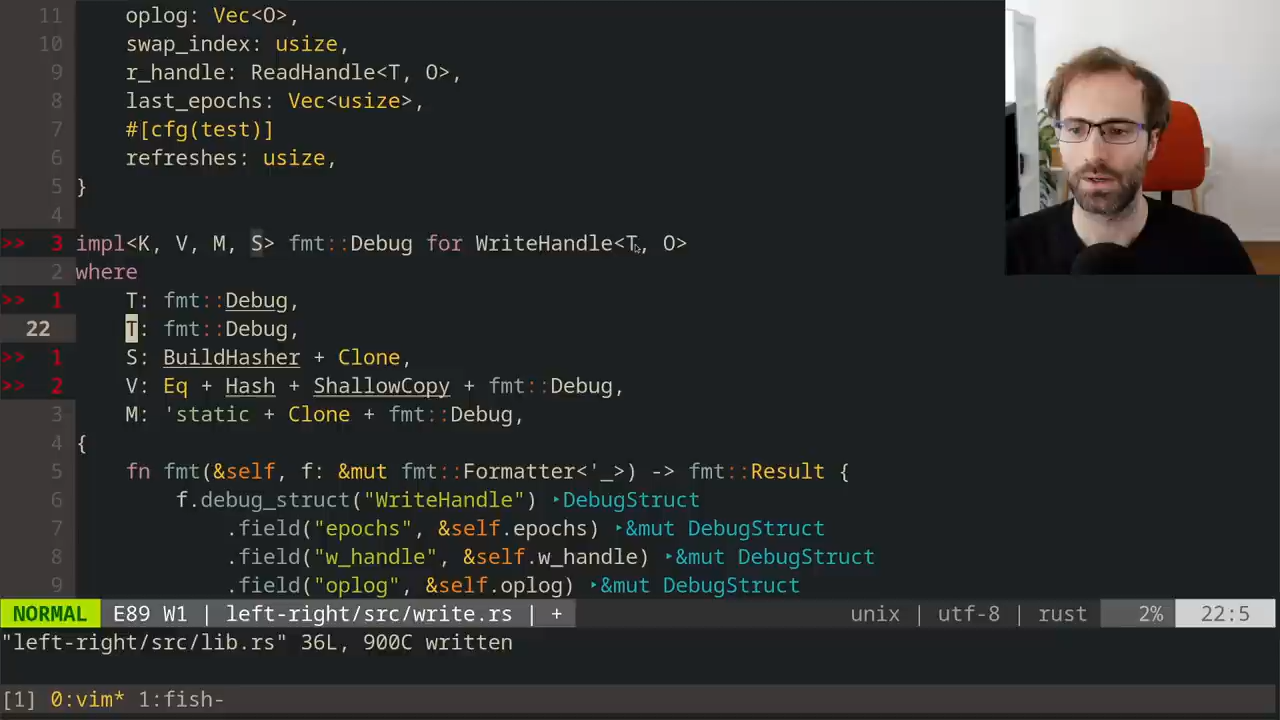 11 oplog: Vec<O>,
10 swap_index: usize,
9 r_handle: ReadHandle<T, O>,
8 last_epochs: Vec<usize>,
7 #[cfg(test)]
6 refreshes: usize,
5 }
4
>> 3 impl<K, V, M, S> fmt::Debug for WriteHandle<T, O>
2 where
>> 1 T: fmt::Debug,
22 T: fmt::Debug,
>> 1 S: BuildHasher + Clone,
>> 2 V: Eq + Hash + ShallowCopy + fmt::Debug,
3 M: 'static + Clone + fmt::Debug,
4 {
5 fn fmt(&self, f: &mut fmt::Formatter<'_>) -> fmt::Result {
6 f.debug_struct("WriteHandle") ‣DebugStruct
7 .field("epochs", &self.epochs) ‣&mut DebugStruct
8 .field("w_handle", &self.w_handle) ‣&mut DebugStruct
9 .field("oplog", &self.oplog) ‣&mut DebugStruct
NORMAL E89 W1 | left-right/src/write.rs | + unix | utf-8 | rust 2% 22:5
"left-right/src/lib.rs" 36L, 900C written
[1] 0:vim* 1:fish-